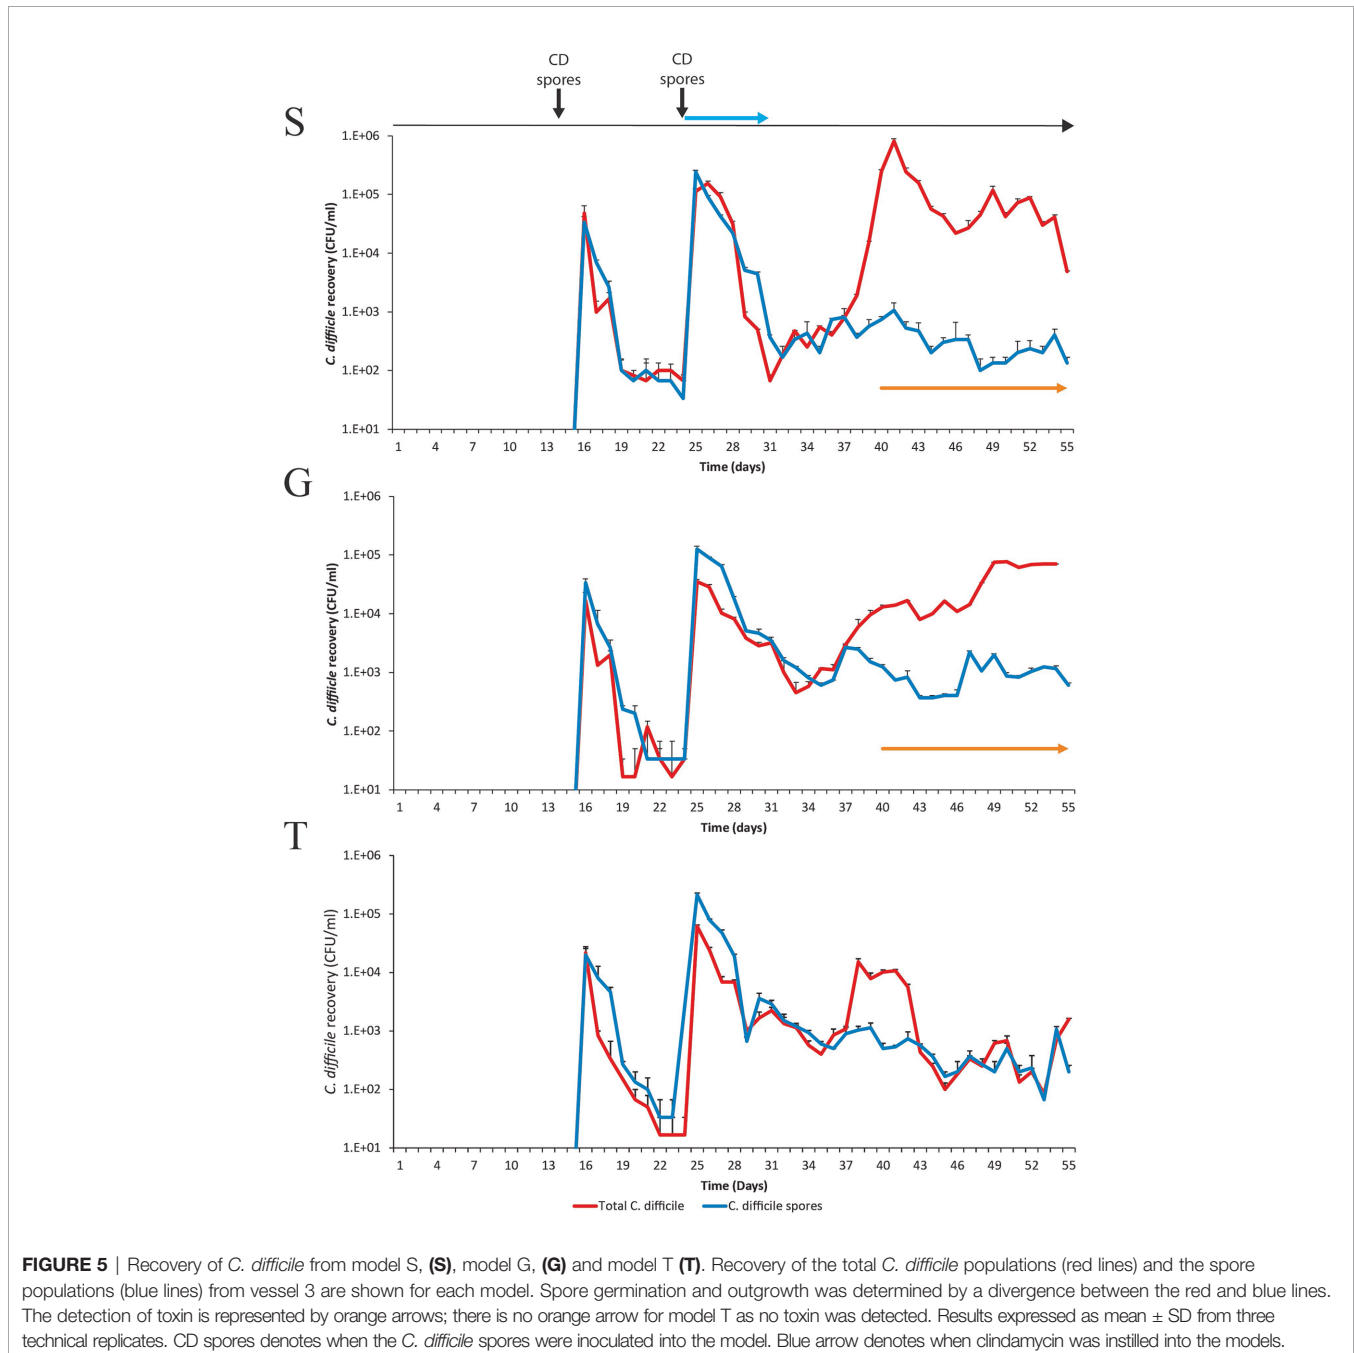 CD
spores
CD
spores
S
1.E+06
1.E+05
1.E+04
1.E+03
1.E+02
1.E+01
C. diffiicle recovery (CFU/ml)
1 4 7 10 13 16 19 22 25 28 31 34 37 40 43 46 49 52 55
Time (days)
G
1.E+06
1.E+05
1.E+04
1.E+03
1.E+02
1.E+01
C. diffiicle recovery (CFU/ml)
1 4 7 10 13 16 19 22 25 28 31 34 37 40 43 46 49 52 55
Time (days)
T
1.E+06
1.E+05
1.E+04
1.E+03
1.E+02
1.E+01
C. difficile recovery (CFU/ml)
1 4 7 10 13 16 19 22 25 28 31 34 37 40 43 46 49 52 55
Time (Days)
Total C. difficile C. difficile spores
FIGURE 5 | Recovery of C. difficile from model S, (S), model G, (G) and model T (T). Recovery of the total C. difficile populations (red lines) and the spore
populations (blue lines) from vessel 3 are shown for each model. Spore germination and outgrowth was determined by a divergence between the red and blue lines.
The detection of toxin is represented by orange arrows; there is no orange arrow for model T as no toxin was detected. Results expressed as mean ± SD from three
technical replicates. CD spores denotes when the C. difficile spores were inoculated into the model. Blue arrow denotes when clindamycin was instilled into the models.